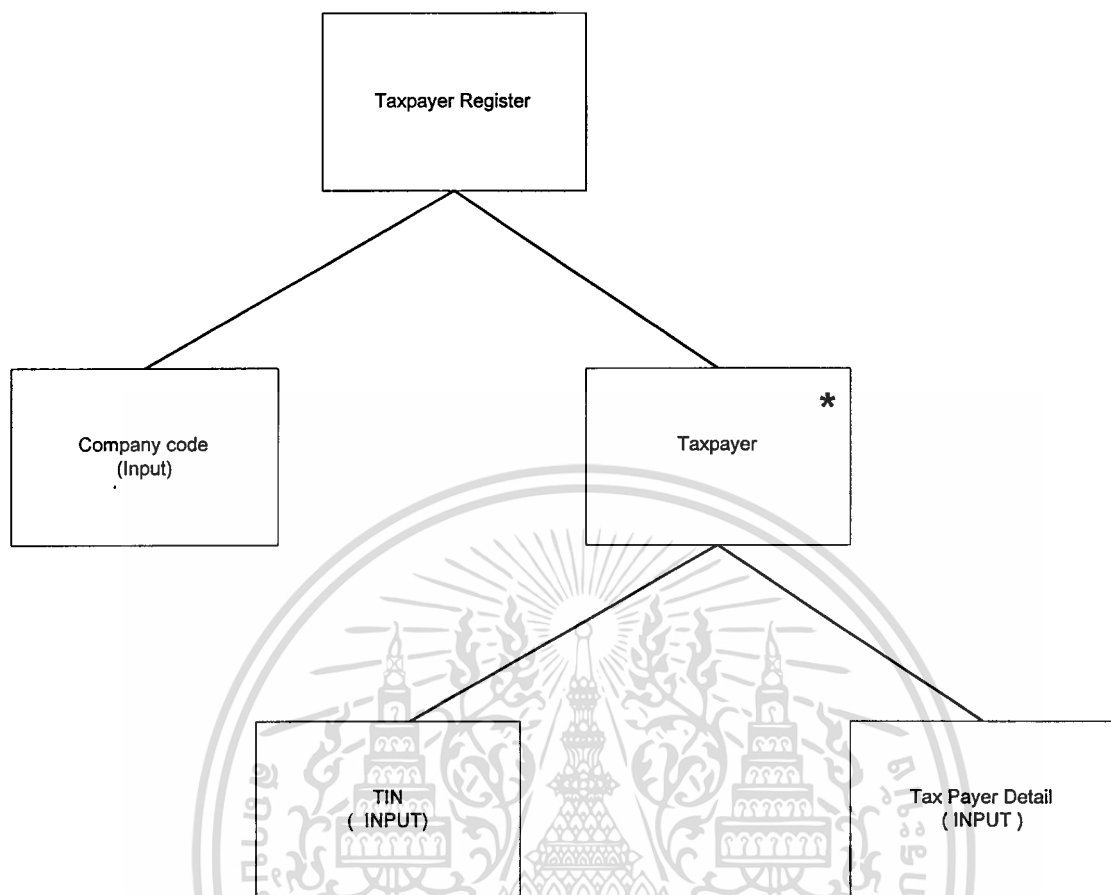 Taxpayer Register
Company code
(Input)
*
Taxpayer
TIN
( INPUT)
Tax Payer Detail
( INPUT )